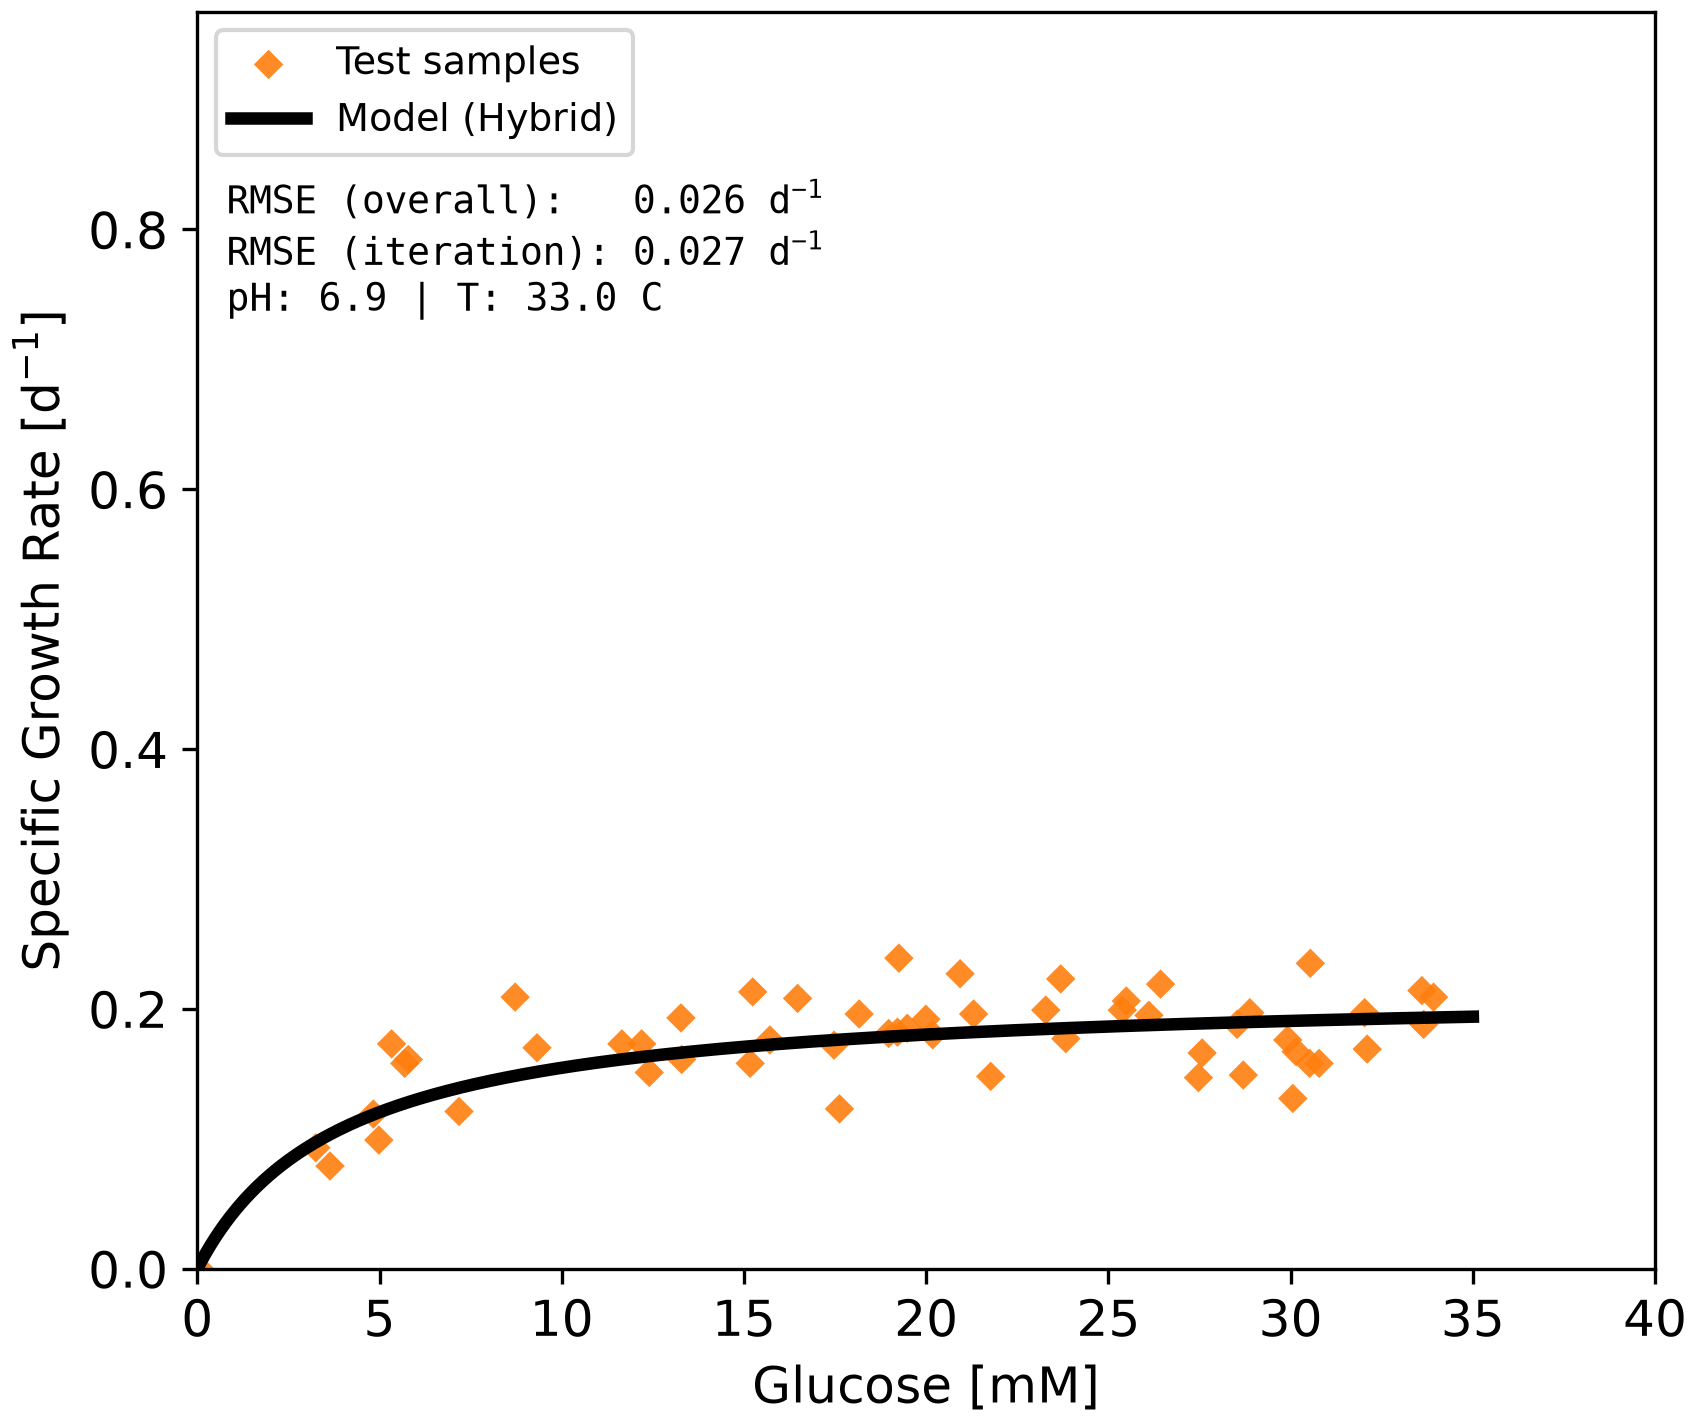 Test samples
Model (Hybrid)
RMSE (overall):   0.026 d⁻¹
RMSE (iteration): 0.027 d⁻¹
pH: 6.9 | T: 33.0 C
Specific Growth Rate [d⁻¹]
0.8
0.6
0.4
0.2
0.0
0 5 10 15 20 25 30 35 40
Glucose [mM]